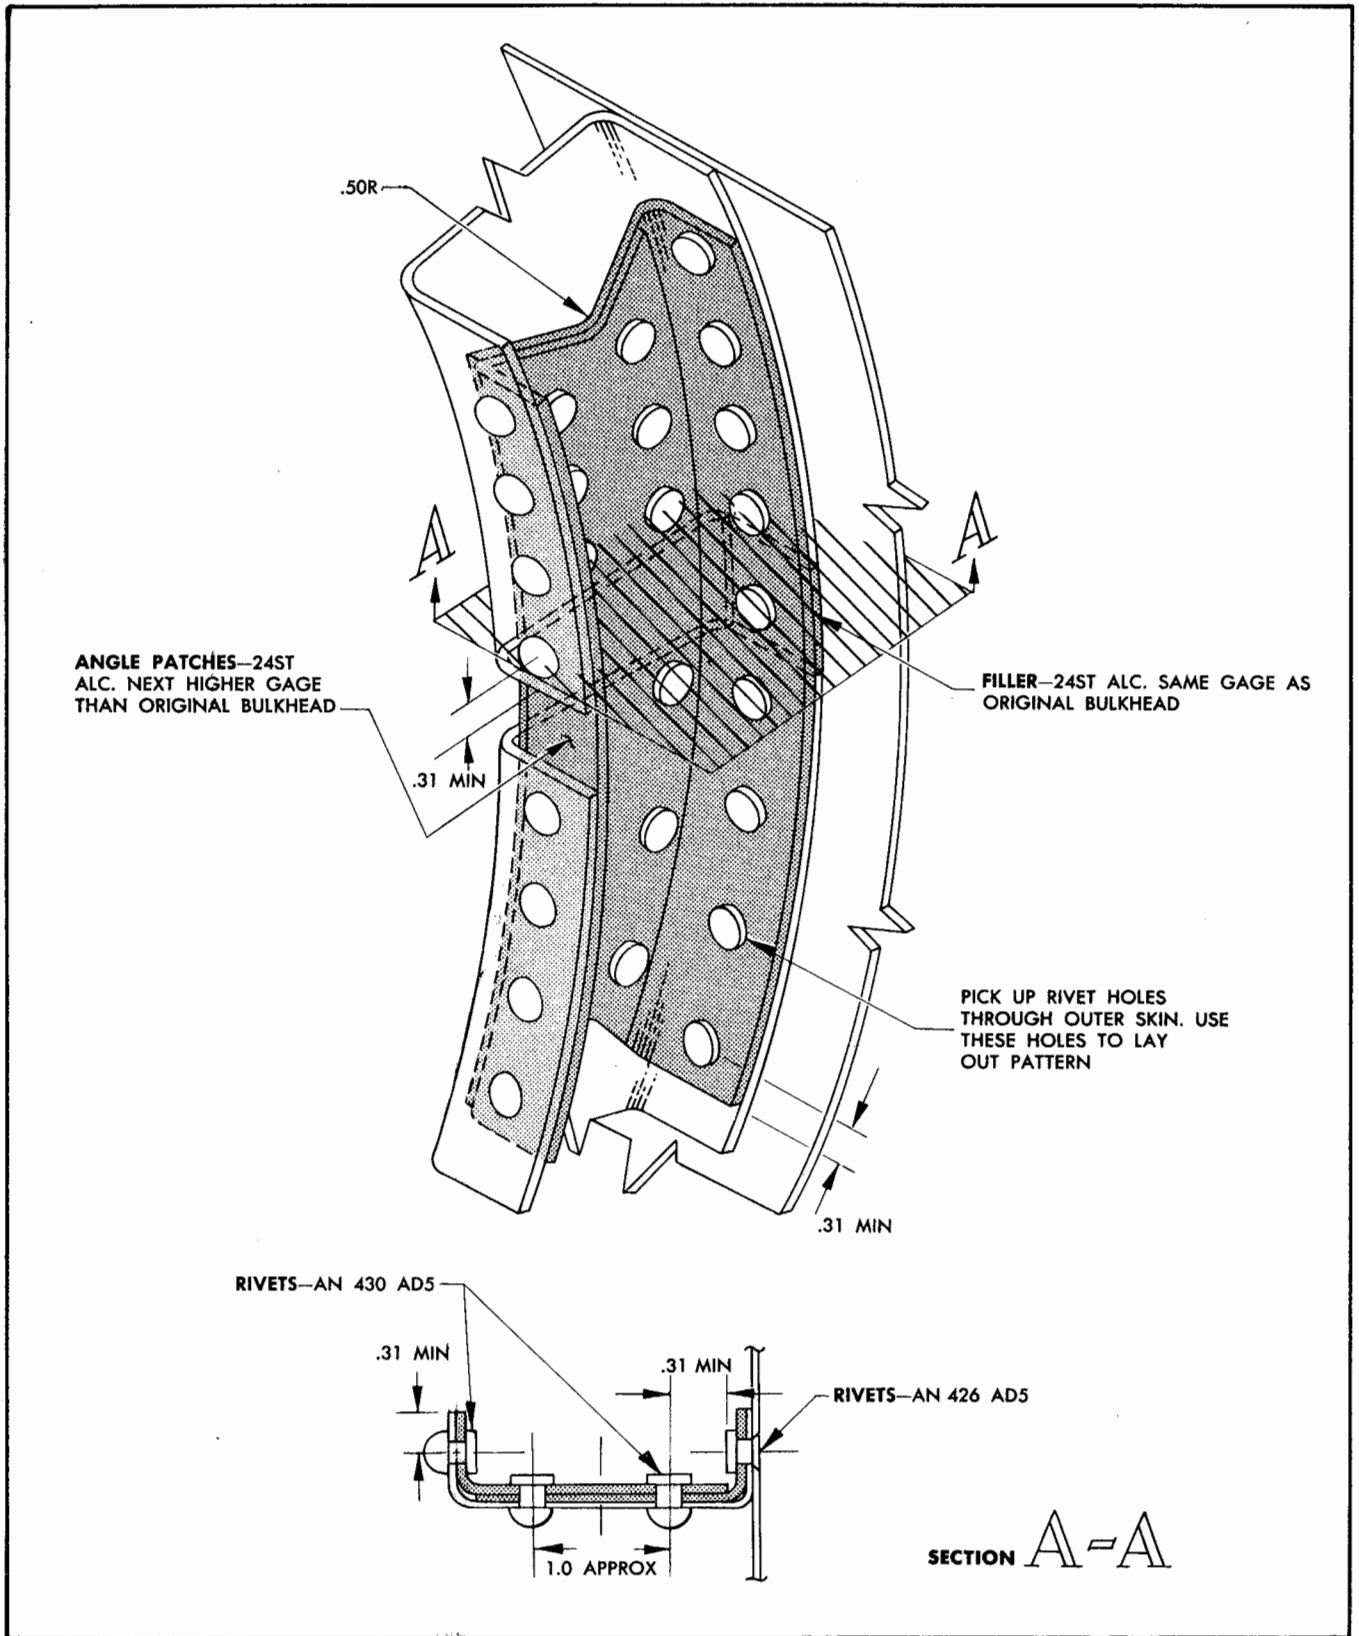 .50R
A
A
ANGLE PATCHES—24ST
ALC. NEXT HIGHER GAGE
THAN ORIGINAL BULKHEAD
.31 MIN
FILLER—24ST ALC. SAME GAGE AS
ORIGINAL BULKHEAD
PICK UP RIVET HOLES
THROUGH OUTER SKIN. USE
THESE HOLES TO LAY
OUT PATTERN
.31 MIN
RIVETS—AN 430 AD5
.31 MIN
.31 MIN
RIVETS—AN 426 AD5
1.0 APPROX
SECTION A-A